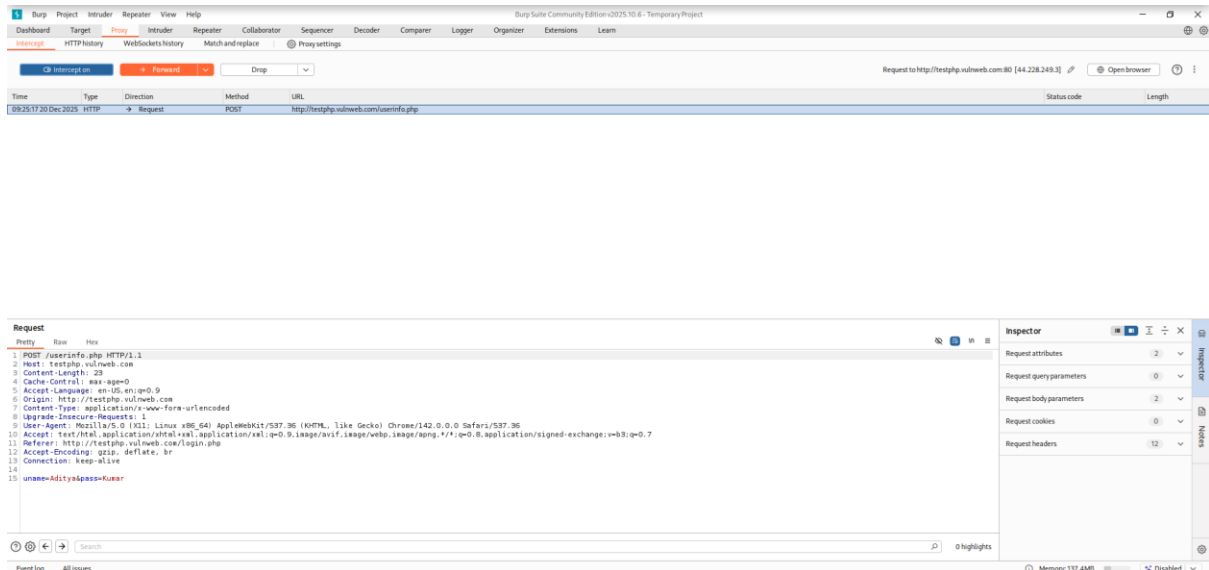 Burp Project Intruder Repeater View Help Burp Suite Community Edition v2025.10.6 - Temporary Project
Dashboard Target Proxy Intruder Repeater Collaborator Sequencer Decoder Comparer Logger Organizer Extensions Learn
Intercept HTTP history WebSockets history Match and replace Proxy settings
Intercept on → Forward Drop Request to http://testphp.vulnweb.com:80 [44.228.249.3] Open browser
Time Type Direction Method URL Status code Length
09:25:17 20 Dec 2025 HTTP → Request POST http://testphp.vulnweb.com/userinfo.php
Request
Pretty Raw Hex
1 POST /userinfo.php HTTP/1.1
2 Host: testphp.vulnweb.com
3 Content-Length: 23
4 Cache-Control: max-age=0
5 Accept-Language: en-US,en;q=0.9
6 Origin: http://testphp.vulnweb.com
7 Content-Type: application/x-www-form-urlencoded
8 Upgrade-Insecure-Requests: 1
9 User-Agent: Mozilla/5.0 (X11; Linux x86_64) AppleWebKit/537.36 (KHTML, like Gecko) Chrome/142.0.0.0 Safari/537.36
10 Accept: text/html,application/xhtml+xml,application/xml;q=0.9,image/avif,image/webp,image/apng,*/*;q=0.8,application/signed-exchange;v=b3;q=0.7
11 Referer: http://testphp.vulnweb.com/login.php
12 Accept-Encoding: gzip, deflate, br
13 Connection: keep-alive
14
15 uname=Aditya&pass=Kumar
Search 0 highlights
Inspector
Request attributes 2
Request query parameters 0
Request body parameters 2
Request cookies 0
Request headers 12
Inspector
Notes
Event log All issues Memory: 137.4MB Disabled